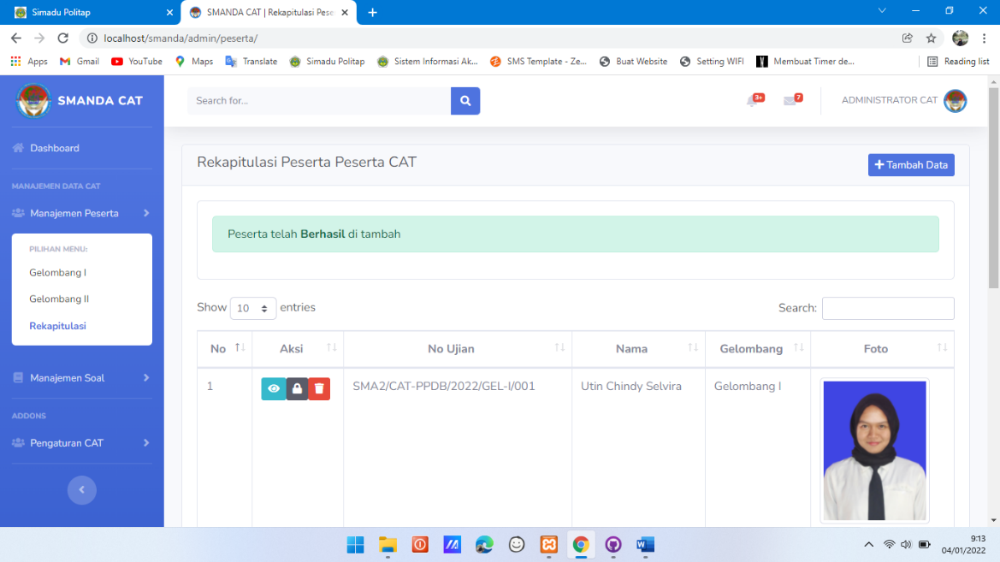 Simadu Politap
SMANDA CAT | Rekapitulasi Pese
localhost/smanda/admin/peserta/
Apps Gmail YouTube Maps Translate Simadu Politap Sistem Informasi Ak... SMS Template - Ze... Buat Website Setting WIFI Membuat Timer de... Reading list
SMANDA CAT
Search for...
3+
7
ADMINISTRATOR CAT
Dashboard
MANAJEMEN DATA CAT
Manajemen Peserta
PILIHAN MENU:
Gelombang I
Gelombang II
Rekapitulasi
Manajemen Soal
ADDONS
Pengaturan CAT
Rekapitulasi Peserta Peserta CAT
Tambah Data
Peserta telah Berhasil di tambah
Show 10 entries
Search:
No Aksi No Ujian Nama Gelombang Foto
1 SMA2/CAT-PPDB/2022/GEL-I/001 Utin Chindy Selvira Gelombang I
9:13
04/01/2022